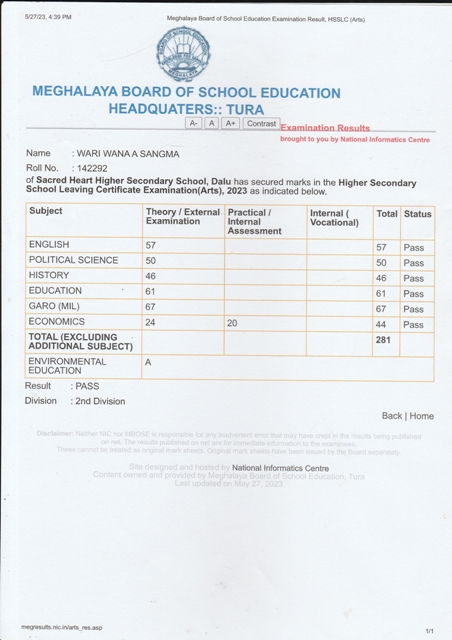 5/27/23, 4:39 PM Meghalaya Board of School Education Examination Result, HSSLC (Arts)
MEGHALAYA BOARD OF SCHOOL EDUCATION
HEADQUATERS:: TURA
A- A A+ Contrast
Examination Results
brought to you by National Informatics Centre
Name : WARI WANA A SANGMA
Roll No. : 142292
of Sacred Heart Higher Secondary School, Dalu has secured marks in the Higher Secondary
School Leaving Certificate Examination(Arts), 2023 as indicated below.
Subject Theory / External Examination Practical / Internal Assessment Internal ( Vocational) Total Status
ENGLISH 57 57 Pass
POLITICAL SCIENCE 50 50 Pass
HISTORY 46 46 Pass
EDUCATION 61 61 Pass
GARO (MIL) 67 67 Pass
ECONOMICS 24 20 44 Pass
TOTAL (EXCLUDING ADDITIONAL SUBJECT) 281
ENVIRONMENTAL EDUCATION A
Result : PASS
Division : 2nd Division
Back | Home
Disclaimer: Neither NIC nor MBOSE is responsible for any inadvertent error that may have crept in the results being published
on net. The results published on net are for immediate information to the examinees.
These cannot be treated as original mark sheets. Original mark sheets have been issued by the Board separately.
Site designed and hosted by National Informatics Centre
Content owned and provided by Meghalaya Board of School Education, Tura
Last updated on May 27, 2023
megresults.nic.in/arts_res.asp 1/1